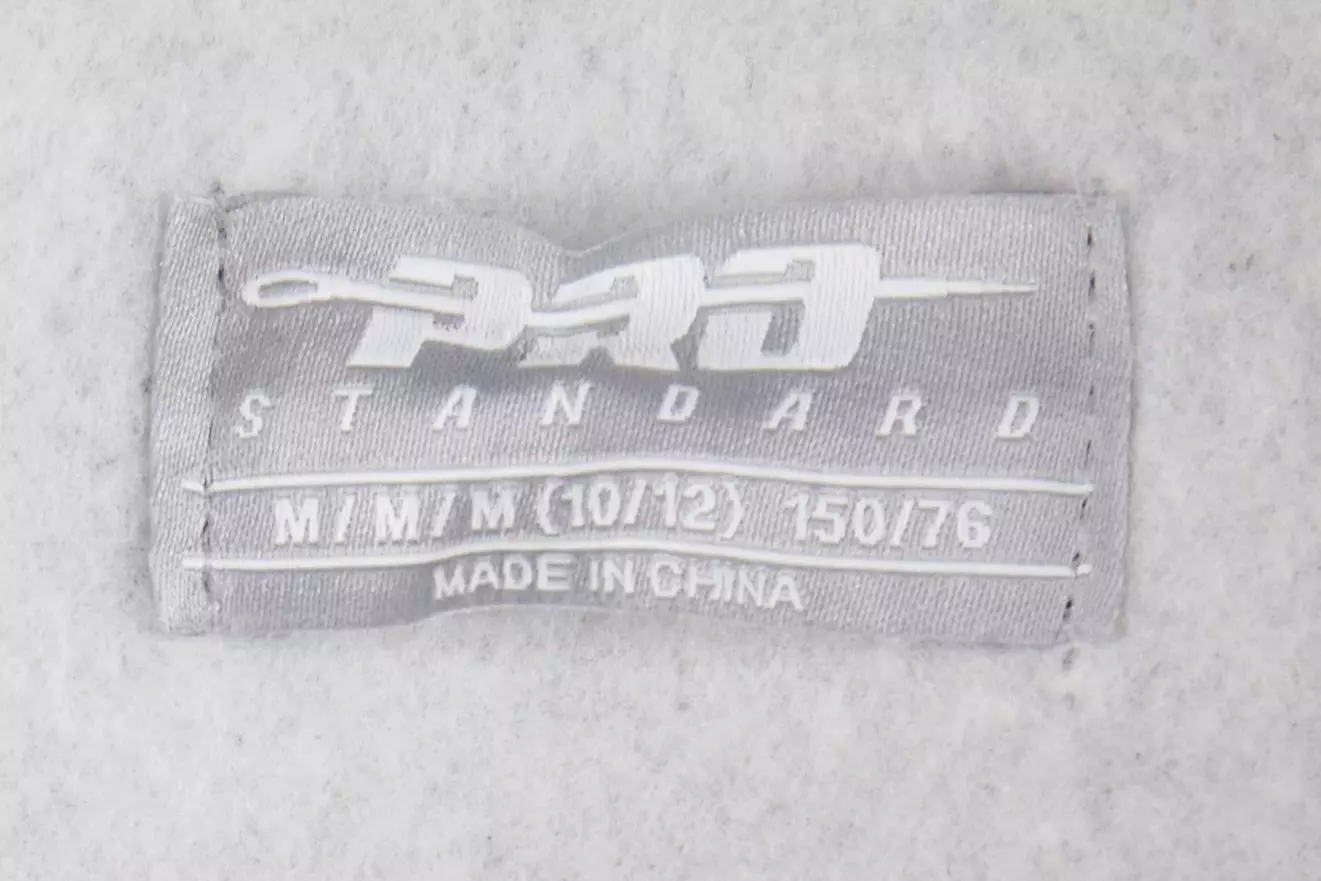 PRO
STANDARD
M/M/M (10/12) 150/76
MADE IN CHINA